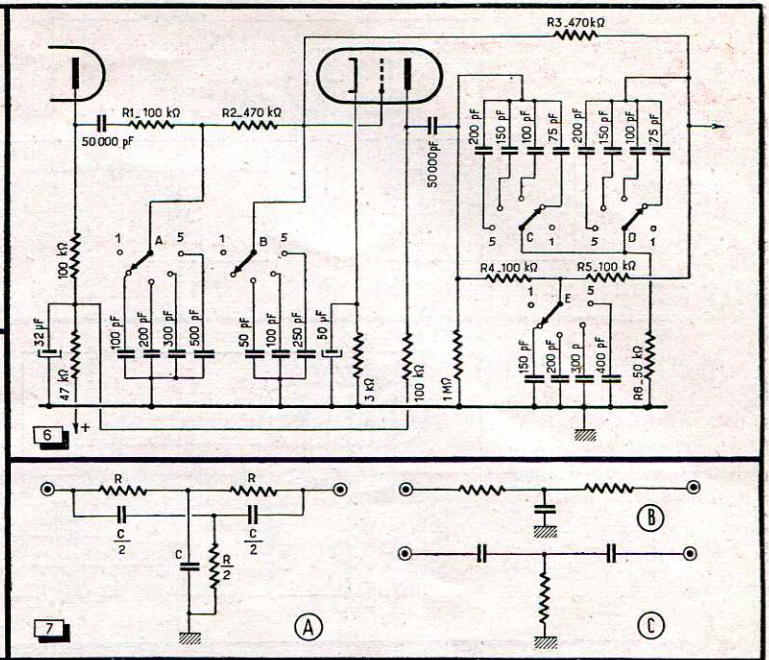 R3_470kΩ
R1_100 kΩ
R2_470 kΩ
50 000 pF
50 000 pF
200 pF
150 pF
100 pF
75 pF
200 pF
150 pF
100 pF
75 pF
1
A
5
1
B
5
5
C
1
5
D
1
100 kΩ
R4_100 kΩ
R5_100 kΩ
1
E
5
32 µF
47 kΩ
100 pF
200 pF
300 pF
500 pF
50 pF
100 pF
250 pF
50 µF
3 kΩ
100 kΩ
1 MΩ
150 pF
200 pF
300 p
400 pF
R6_50 kΩ
+
6
R
R
C/2
C/2
C
R/2
A
B
C
7